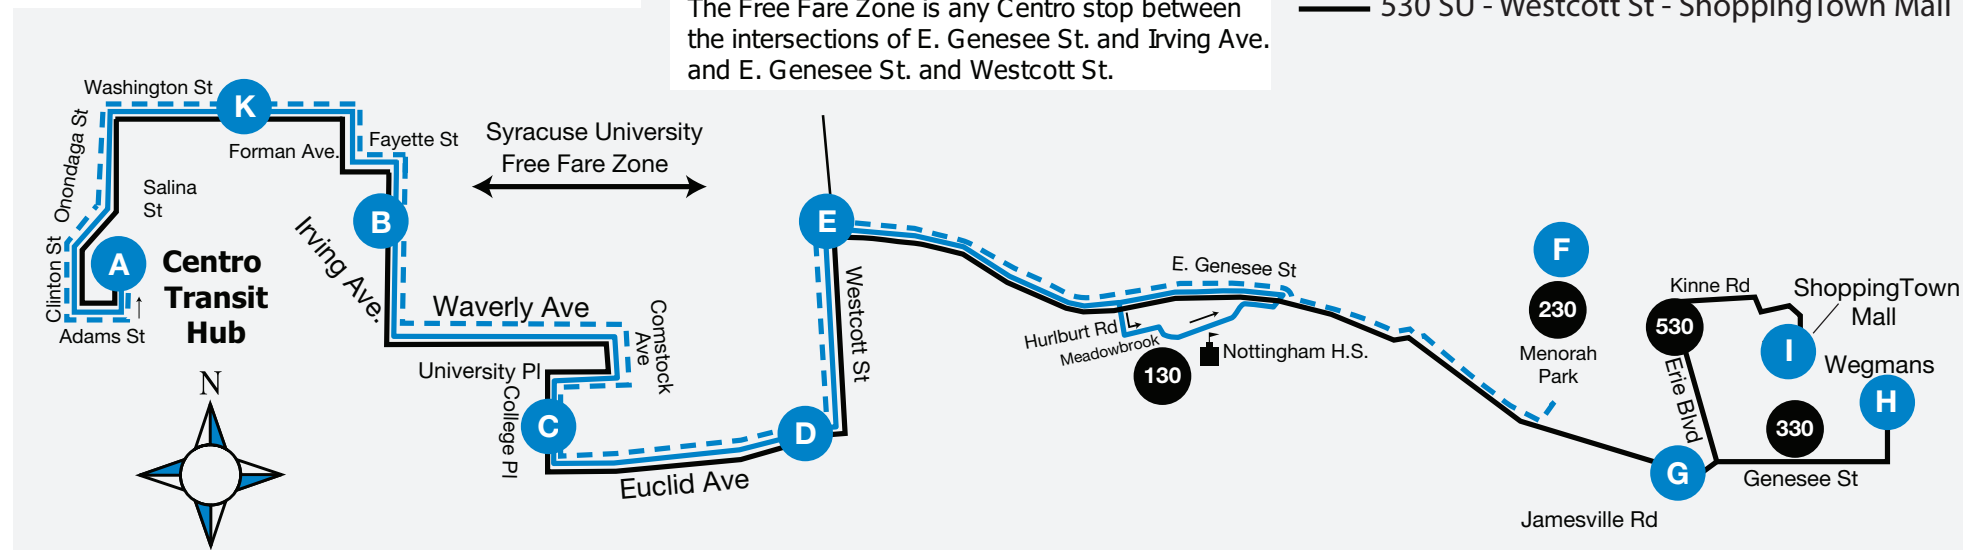 The Free Fare Zone is any Centro stop between
the intersections of E. Genesee St. and Irving Ave.
and E. Genesee St. and Westcott St.
530 SU - Westcott St - ShoppingTown Mall
Washington St
K
Onondaga St
Forman Ave.
Fayette St
Syracuse University
Free Fare Zone
Salina
St
B
Irving Ave.
Clinton St
A
Centro
Transit
Hub
Adams St
N
Waverly Ave
Comstock
Ave
University Pl
College Pl
C
Euclid Ave
D
E
Westcott St
E. Genesee St
Hurlburt Rd
Meadowbrook
Nottingham H.S.
130
F
230
Menorah
Park
Kinne Rd
530
ShoppingTown
Mall
I
Wegmans
H
Erie Blvd
330
G
Genesee St
Jamesville Rd